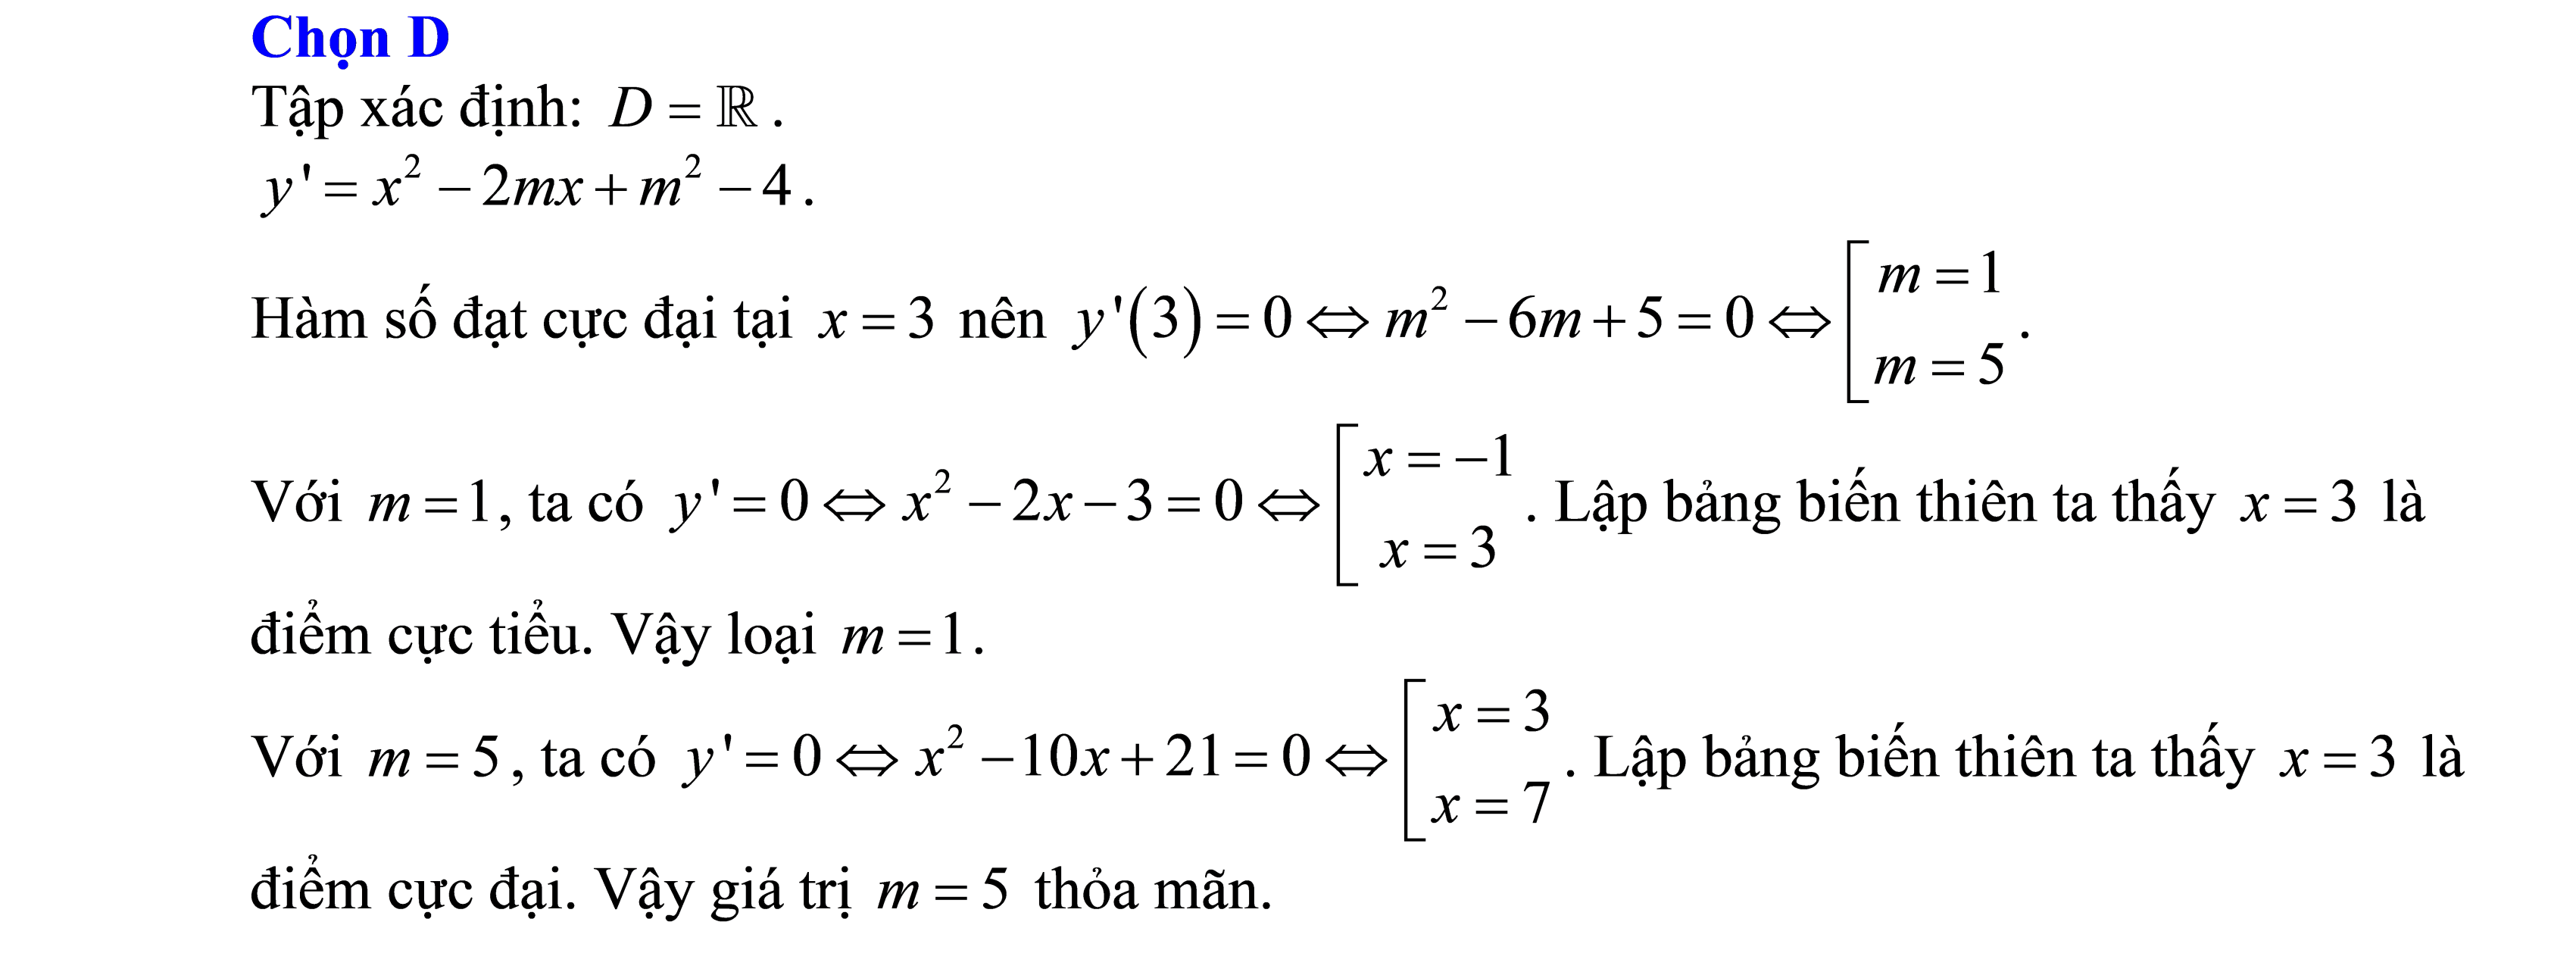 Chọn D
Tập xác định: D = ℝ .
y' = x² − 2mx + m² − 4 .
Hàm số đạt cực đại tại x = 3 nên y'(3) = 0 ⇔ m² − 6m + 5 = 0 ⇔ [ m = 1 ; m = 5 .
Với m = 1, ta có y' = 0 ⇔ x² − 2x − 3 = 0 ⇔ [ x = −1 ; x = 3 . Lập bảng biến thiên ta thấy x = 3 là
điểm cực tiểu. Vậy loại m = 1.
Với m = 5, ta có y' = 0 ⇔ x² − 10x + 21 = 0 ⇔ [ x = 3 ; x = 7 . Lập bảng biến thiên ta thấy x = 3 là
điểm cực đại. Vậy giá trị m = 5 thỏa mãn.